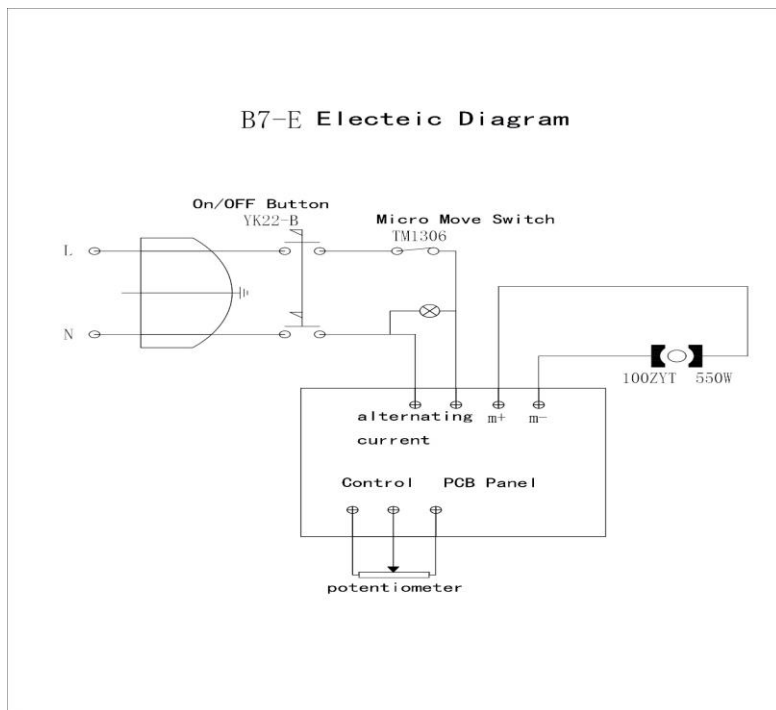 B7-E Electeic Diagram
On/OFF Button
YK22-B
Micro Move Switch
TM1306
L
N
100ZYT 550W
alternating m+ m-
current
Control PCB Panel
potentiometer